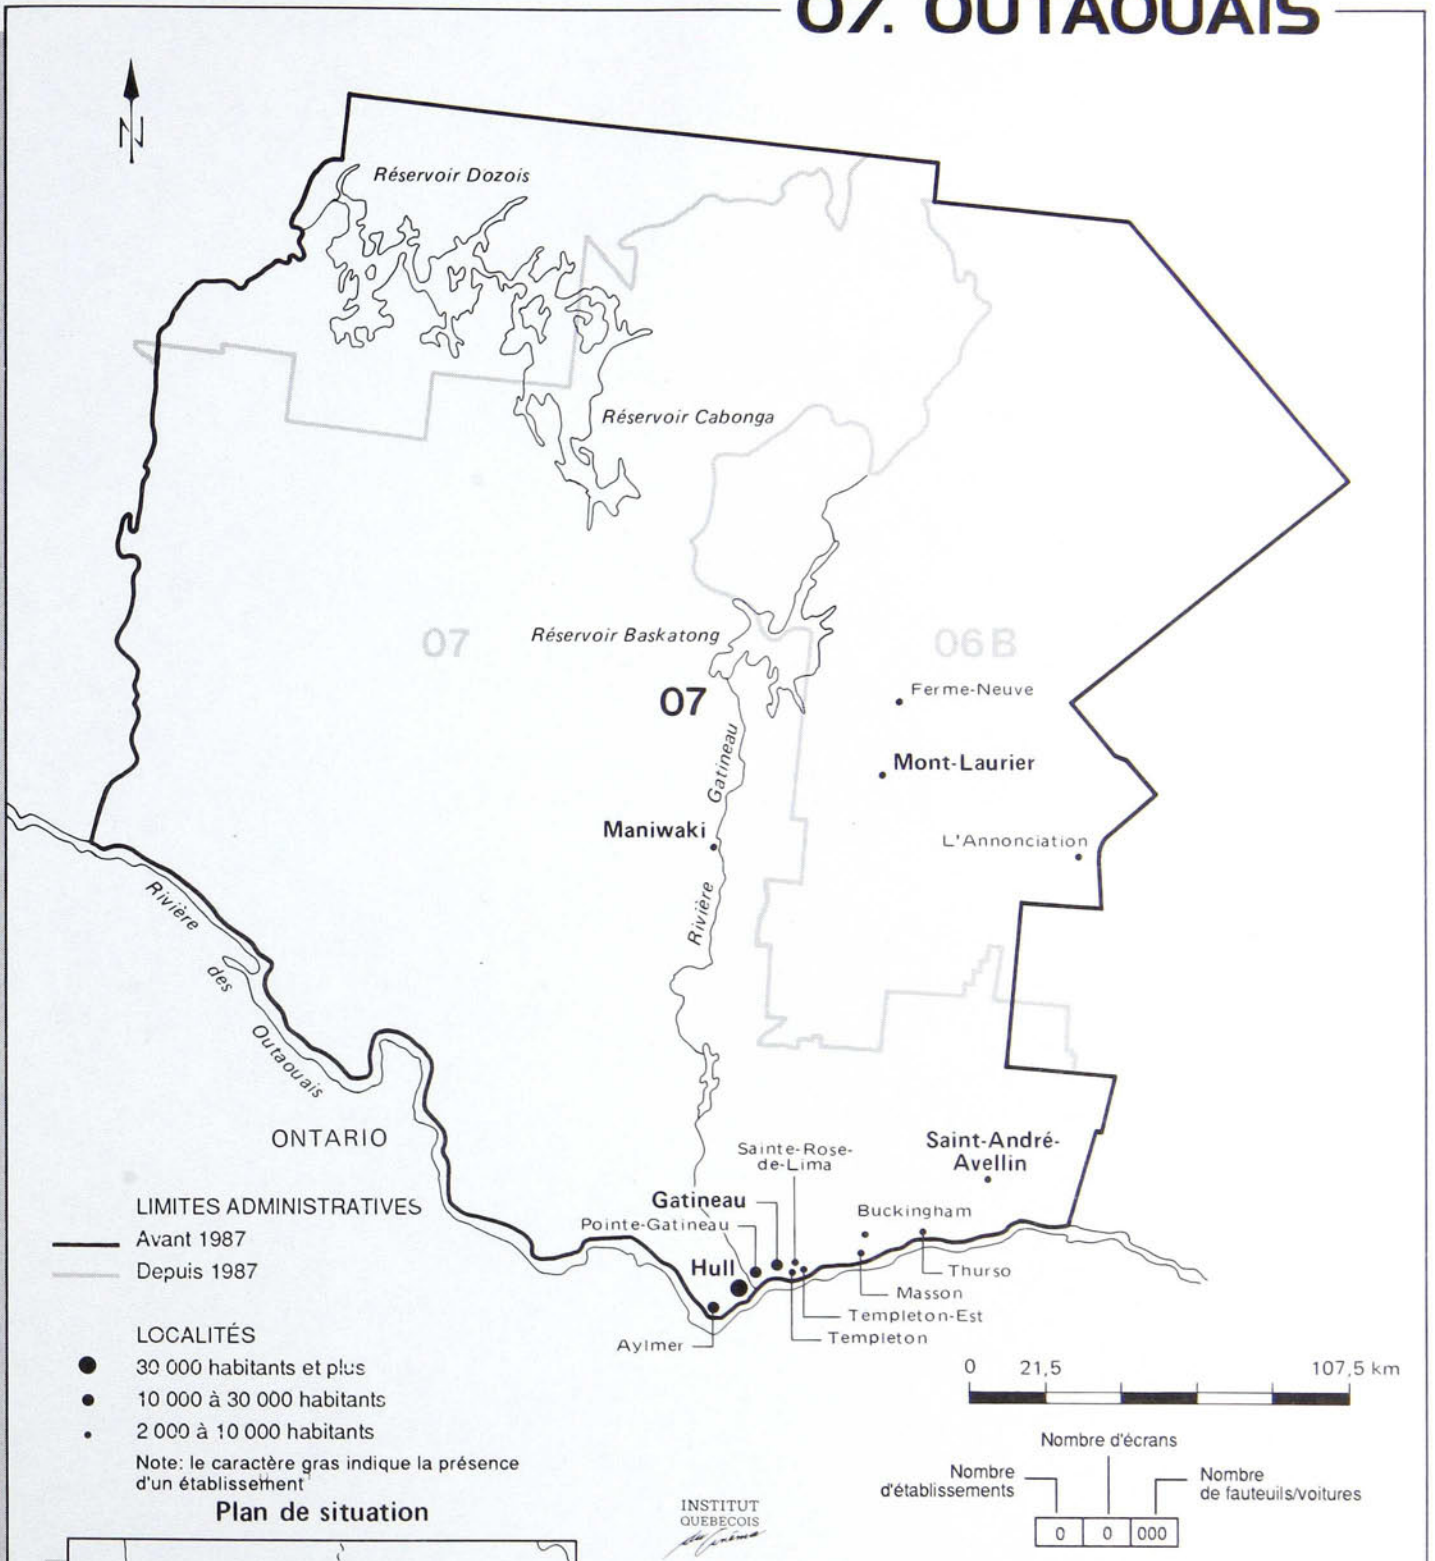 07. OUTAOUAIS
N
Réservoir Dozois
Réservoir Cabonga
Réservoir Baskatong
07
06B
07
Ferme-Neuve
Mont-Laurier
Gatineau
Maniwaki
L'Annonciation
Rivière
Rivière
des
Outaouais
ONTARIO
Sainte-Rose-
de-Lima
Saint-André-
Avellin
Gatineau
Pointe-Gatineau
Buckingham
Hull
Thurso
Masson
Templeton-Est
Templeton
Aylmer
LIMITES ADMINISTRATIVES
Avant 1987
Depuis 1987
LOCALITÉS
30 000 habitants et plus
10 000 à 30 000 habitants
2 000 à 10 000 habitants
Note: le caractère gras indique la présence
d'un établissement
Plan de situation
0 21,5 107,5 km
Nombre d'écrans
Nombre
d'établissements
Nombre
de fauteuils/voitures
0 0 000
INSTITUT
QUEBECOIS
du Cinéma